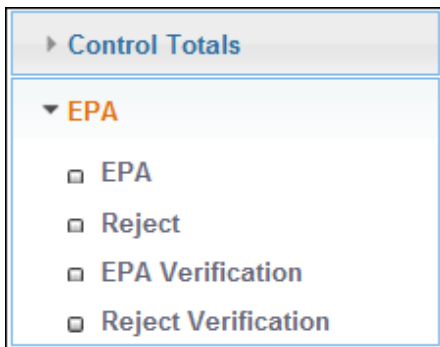 Control Totals
EPA
EPA
Reject
EPA Verification
Reject Verification